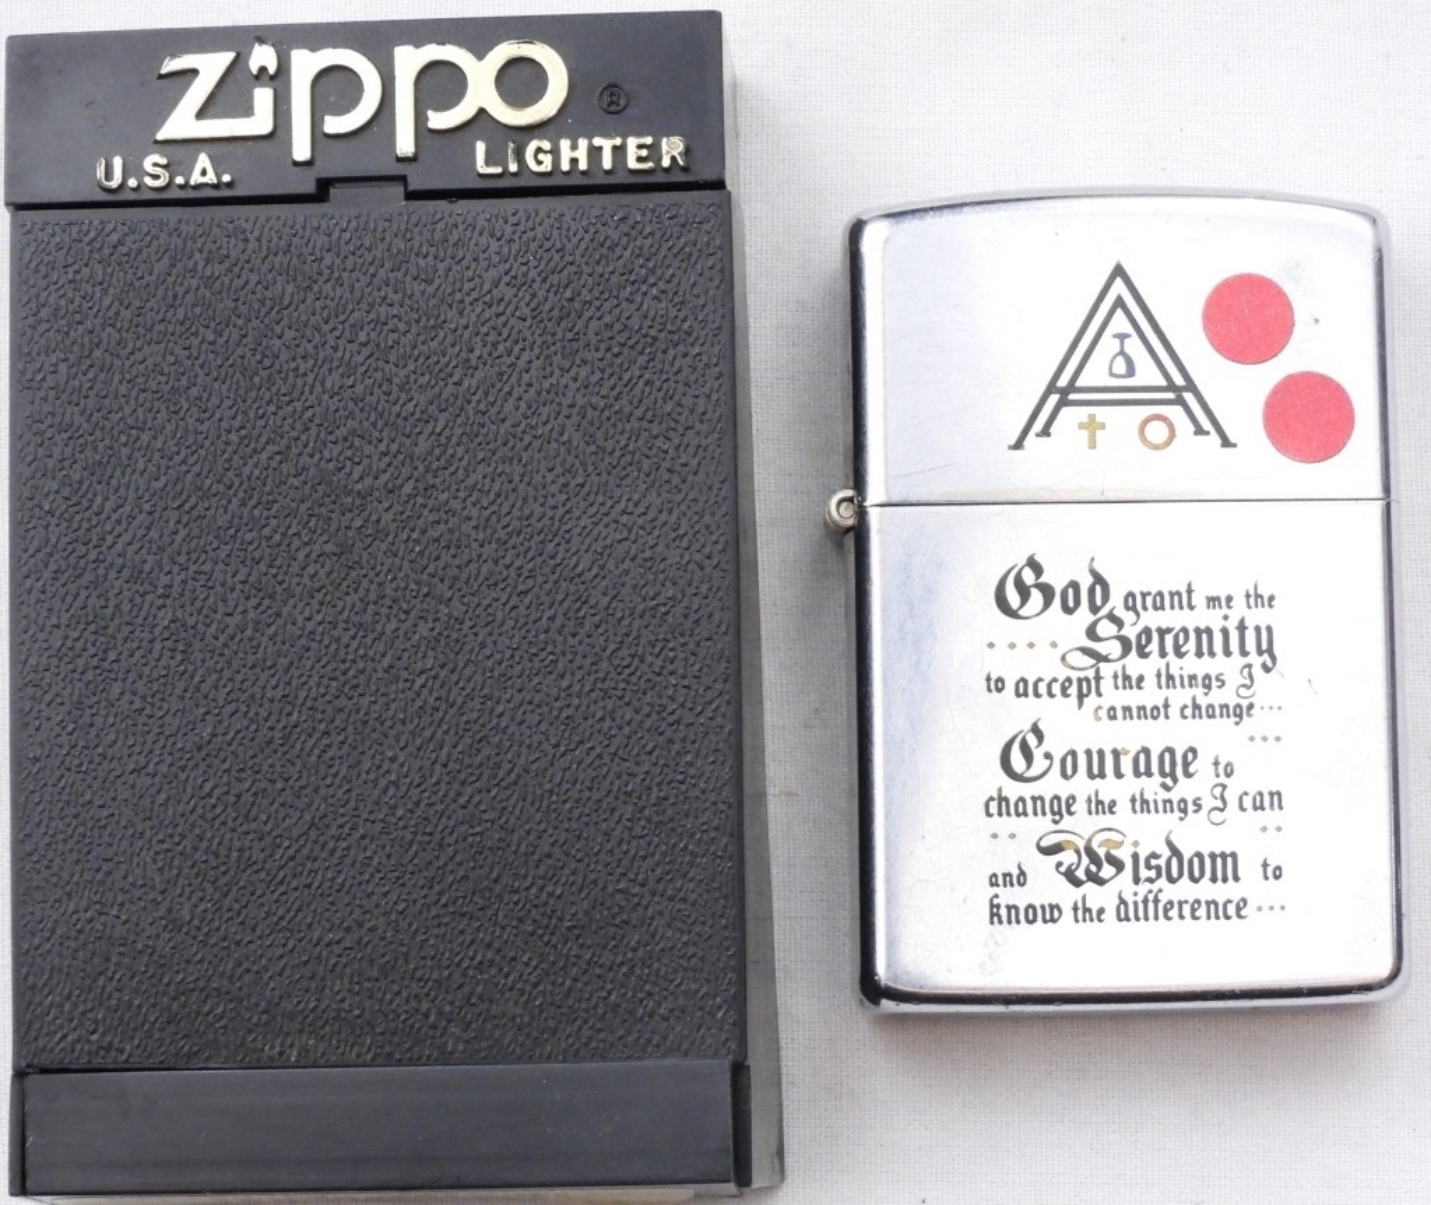 Zippo ®
U.S.A. LIGHTER
God grant me the
.... Serenity
to accept the things I
cannot change...
...
Courage to
change the things I can
.. ..
and Wisdom to
know the difference...